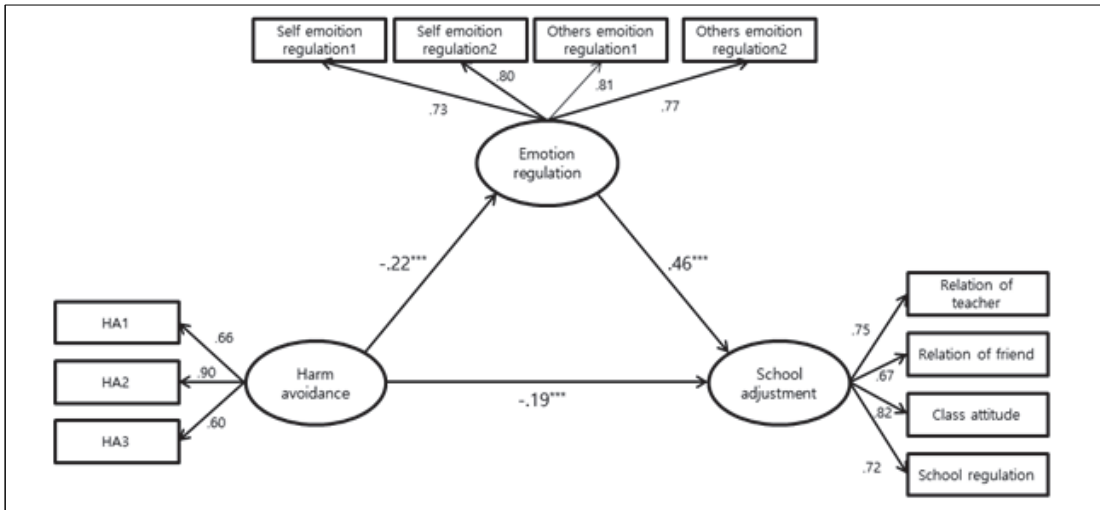 Self emoition
regulation1
Self emoition
regulation2
Others emoition
regulation1
Others emoition
regulation2
.73
.80
.81
.77
Emotion
regulation
-.22***
.46***
HA1
HA2
HA3
.66
.90
.60
Harm
avoidance
-.19***
School
adjustment
.75
.67
.82
.72
Relation of
teacher
Relation of friend
Class attitude
School regulation